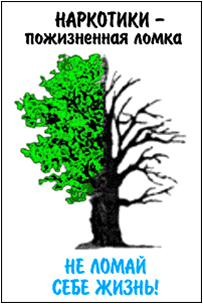 НАРКОТИКИ –
ПОЖИЗНЕННАЯ ЛОМКА
НЕ ЛОМАЙ
СЕБЕ ЖИЗНЬ!